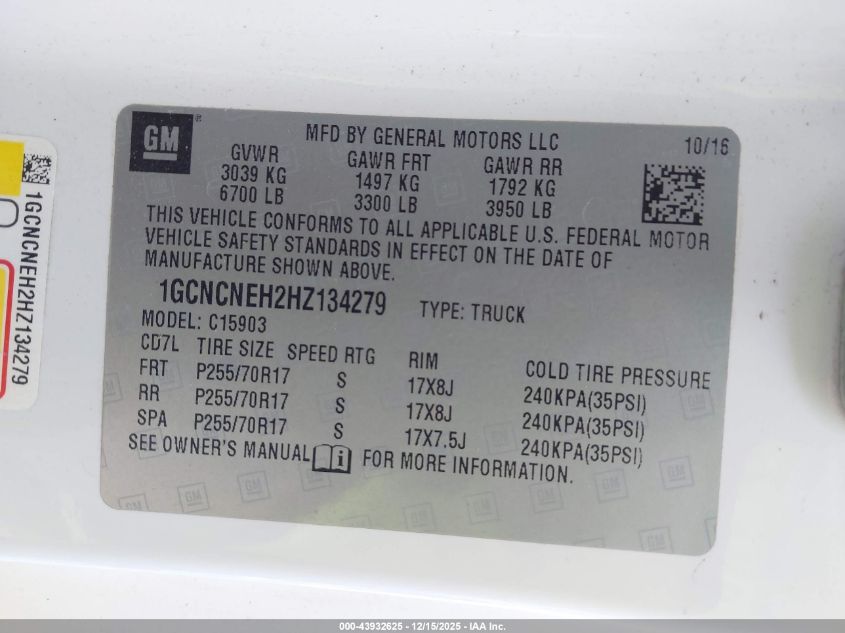 GM
MFD BY GENERAL MOTORS LLC 10/16
GVWR GAWR FRT GAWR RR
3039 KG 1497 KG 1792 KG
6700 LB 3300 LB 3950 LB
THIS VEHICLE CONFORMS TO ALL APPLICABLE U.S. FEDERAL MOTOR
VEHICLE SAFETY STANDARDS IN EFFECT ON THE DATE OF
MANUFACTURE SHOWN ABOVE.
1GCNCNEH2HZ134279 TYPE: TRUCK
MODEL: C15903
CD7L TIRE SIZE SPEED RTG RIM COLD TIRE PRESSURE
FRT P255/70R17 S 17X8J 240KPA(35PSI)
RR P255/70R17 S 17X8J 240KPA(35PSI)
SPA P255/70R17 S 17X7.5J 240KPA(35PSI)
SEE OWNER'S MANUAL FOR MORE INFORMATION.
1GCNCNEH2HZ134279
000-43932625 - 12/15/2025 - IAA Inc.